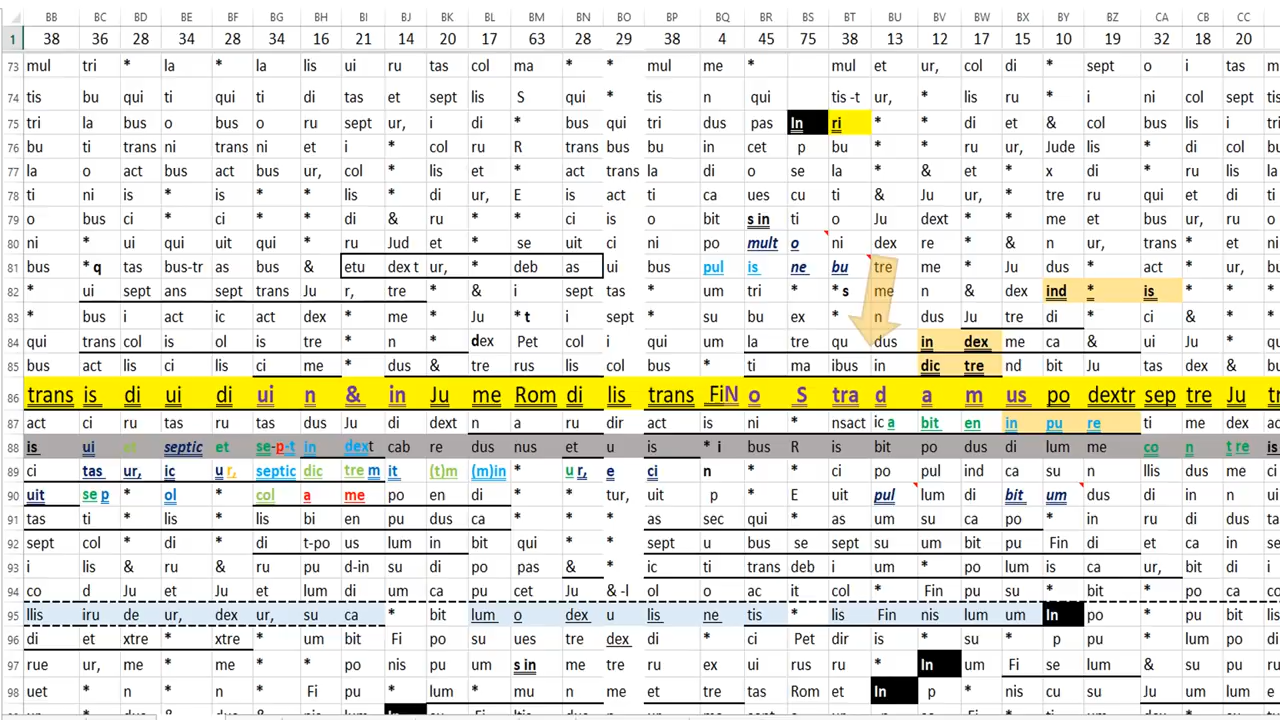 BB BC BD BE BF BG BH BI BJ BK BL BM BN BO BP BQ BR BS BT BU BV BW BX BY BZ CA CB CC
1 38 36 28 34 28 34 16 21 14 20 17 63 28 29 38 4 45 75 38 13 12 17 15 10 19 32 18 20
73 mul tri * la * la lis ui ru tas col ma * * mul me * mul et ur, col di * sept o i tas m
74 tis bu qui ti qui ti di tas et sept lis S qui * tis n qui tis -t ur, * lis ru * i ni col sept tis
75 tri la bus o bus o ru sept ur, i di * bus qui tri dus pas In ri * * di et & col bus lis i tri
76 bu ti trans ni trans ni et i * col ru R trans bus bu in cet p bu * * ru ur, Jude lis * di col bu
77 la o act bus act bus ur, col * lis et * act trans la di o se la * & et * x di * ru lis la
78 ti ni is * is * * lis * di ur, E is act ti ca ues cu ti & Ju ur, * tre ru qui et di ti
79 o bus ci * ci * * di & ru * * ci is o bit s in ti o Ju dext * * me et bus ur, ru o
80 ni * ui qui uit qui * ru Jud et * se uit ci ni po mult o ni dex re * & n ur, trans * et ni
81 bus * q tas bus-tr as bus & etu dex t ur, * deb as ui bus pul is ne bu tre me * Ju dus * act * ur, bu
82 * ui sept ans sept trans Ju r, tre * & i sept tas * um tri * * s me n & dex ind * is * * *
83 * bus i act ic act dex * me * Ju * t i sept * su bu ex * n dus Ju tre di * ci & * *
84 qui trans col is ol is tre * n * dex Pet col i qui um la tre qu dus in dex me ca & ui Ju * qu
85 bus act lis ci li ci me * dus & tre rus lis col bus * ti ma ibus in dic tre nd bit Ju tas dex & bu
86 trans is di ui di ui n & in Ju me Rom di lis trans FiN o S tra d a m us po dextr sep tre Ju tr
87 act ci ru tas ru tas dus Ju di dext n a ru dir act is ni * nsact ic a bit en in pu re ti me dex act
88 is ui et septic et se-p-t in dext cab re dus nus et u is * i bus R is bit po dus di lum me co n t re is
89 ci tas ur, ic u r, septic dic tre m it (t)m (m)in * u r, e ci n * * ci po pul ind ca su n llis dus me ci
90 uit se p * ol * col a me po en di * * tur, uit p * E uit pul lum di bit um dus di in n ui
91 tas ti * lis * lis bi en pu dus ca * * * as sec qui * as um su ca po * in ru di dus ta
92 sept col * di * di t-po us lum in bit qui * * sept u bus se sept su um bit pu Fin di et ca in se
93 i lis & ru & ru pu d-in su di po pas & * ic ti trans deb i um * po lum is ca ur, bit di i
94 co d Ju et Ju et lum di um ca pu cet Ju & -l ol o act it col * Fin pu su * bit * po ca co
95 llis iru de ur, dex ur, su ca * bit lum o dex u lis ne tis * lis Fin nis lum um In po * pu bit lis
96 di et xtre * xtre * um bit Fi po su ues tre dex di * ci Pet dir is * su * p pu * lum po di
97 rue ur, me * me * * po nis pu um s in me tre ru ex ui rus ru * In um Fi se lum & su pu ru
98 uet * n * n * Fi pu * lum * mu n me et tre tas Rom et In p * nis cu su Ju um lum e